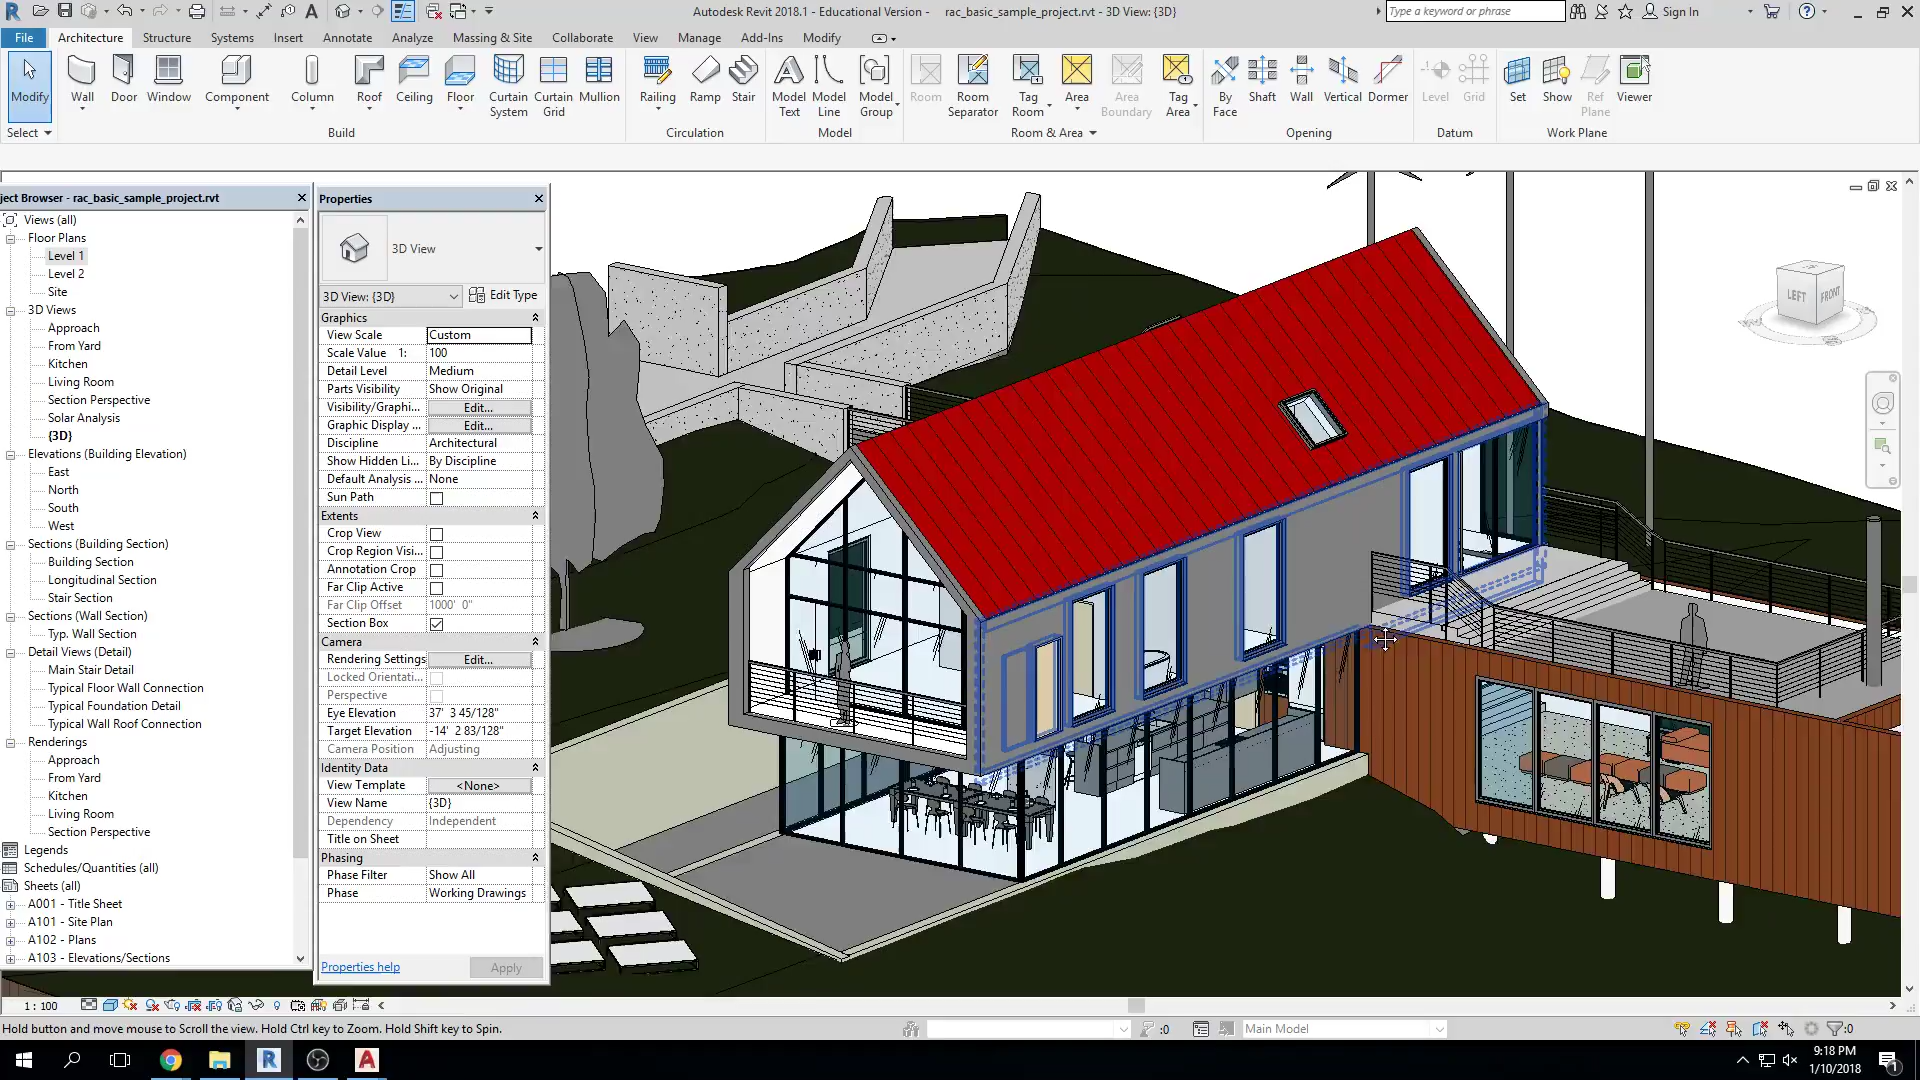 Autodesk Revit 2018.1 - Educational Version - rac_basic_sample_project.rvt - 3D View: {3D}
Type a keyword or phrase
Sign In
File Architecture Structure Systems Insert Annotate Analyze Massing & Site Collaborate View Manage Add-Ins Modify
Modify Wall Door Window Component Column Roof Ceiling Floor Curtain System Curtain Grid Mullion Railing Ramp Stair Model Text Model Line Model Group Room Room Separator Tag Room Area Area Boundary Tag Area By Face Shaft Wall Vertical Dormer Level Grid Set Show Ref Plane Viewer
Select Build Circulation Model Room & Area Opening Datum Work Plane
ject Browser - rac_basic_sample_project.rvt
Views (all)
Floor Plans
Level 1
Level 2
Site
3D Views
Approach
From Yard
Kitchen
Living Room
Section Perspective
Solar Analysis
{3D}
Elevations (Building Elevation)
East
North
South
West
Sections (Building Section)
Building Section
Longitudinal Section
Stair Section
Sections (Wall Section)
Typ. Wall Section
Detail Views (Detail)
Main Stair Detail
Typical Floor Wall Connection
Typical Foundation Detail
Typical Wall Roof Connection
Renderings
Approach
From Yard
Kitchen
Living Room
Section Perspective
Legends
Schedules/Quantities (all)
Sheets (all)
A001 - Title Sheet
A101 - Site Plan
A102 - Plans
A103 - Elevations/Sections
Properties
3D View
3D View: {3D} Edit Type
Graphics
View Scale Custom
Scale Value 1: 100
Detail Level Medium
Parts Visibility Show Original
Visibility/Graphi... Edit...
Graphic Display ... Edit...
Discipline Architectural
Show Hidden Li... By Discipline
Default Analysis ... None
Sun Path
Extents
Crop View
Crop Region Visi...
Annotation Crop
Far Clip Active
Far Clip Offset 1000' 0"
Section Box
Camera
Rendering Settings Edit...
Locked Orientati...
Perspective
Eye Elevation 37' 3 45/128"
Target Elevation -14' 2 83/128"
Camera Position Adjusting
Identity Data
View Template <None>
View Name {3D}
Dependency Independent
Title on Sheet
Phasing
Phase Filter Show All
Phase Working Drawings
Properties help Apply
LEFT FRONT
1 : 100
Hold button and move mouse to Scroll the view. Hold Ctrl key to Zoom. Hold Shift key to Spin.
:0
Main Model
:0
9:18 PM
1/10/2018
1